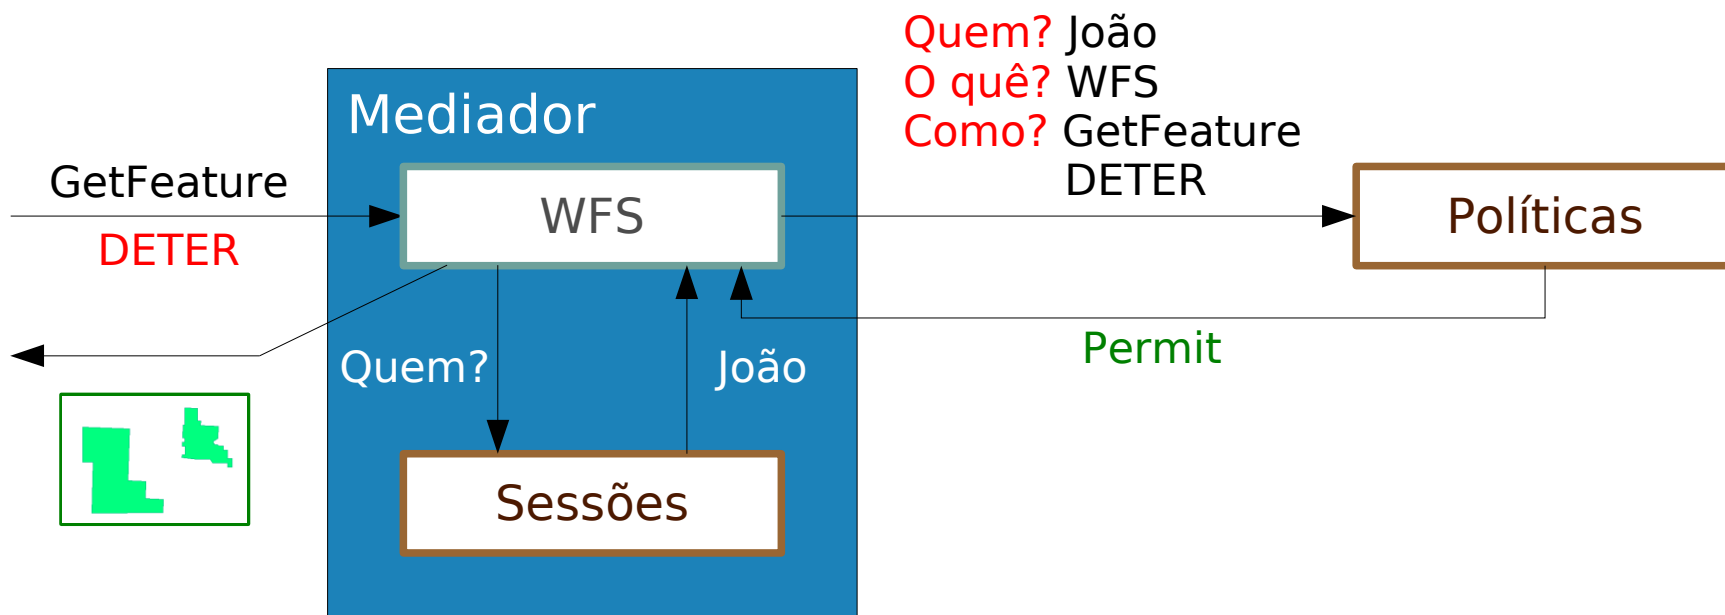 Quem? João
O quê? WFS
Como? GetFeature
DETER
Mediador
GetFeature
DETER
WFS
Políticas
Permit
Quem?
João
Sessões